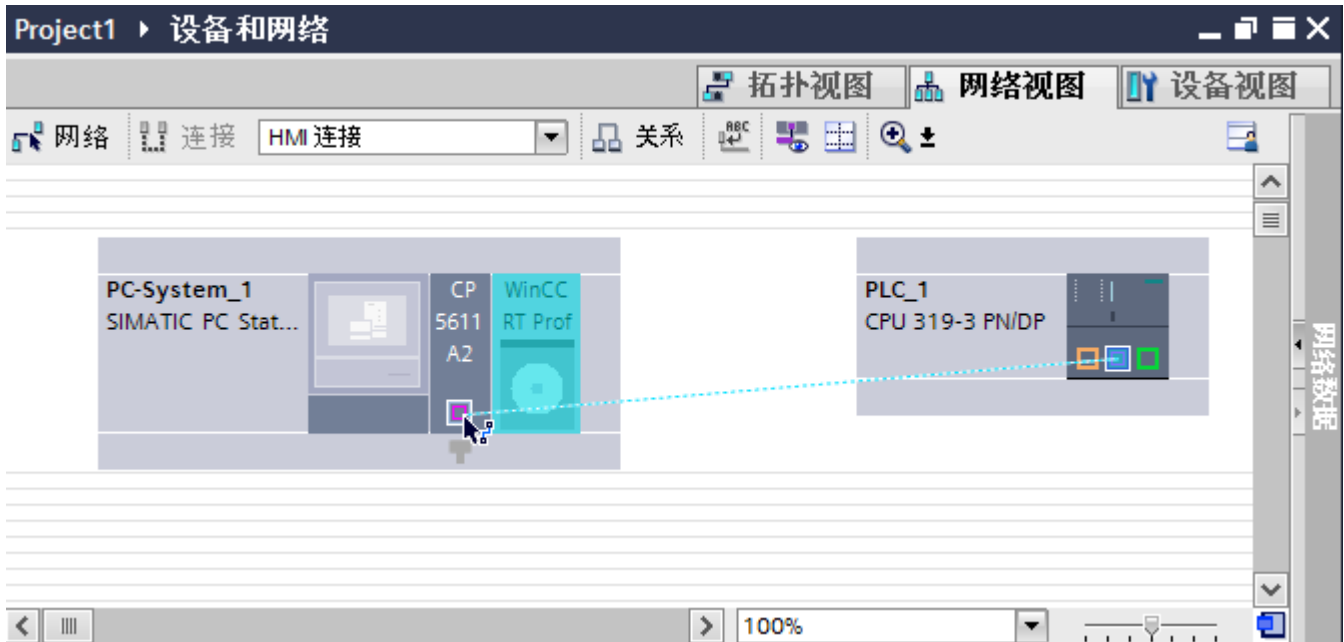 Project1 ▸ 设备和网络
拓扑视图 网络视图 设备视图
网络 连接 HMI 连接 关系
PC-System_1
SIMATIC PC Stat...
CP
5611
A2
WinCC
RT Prof
PLC_1
CPU 319-3 PN/DP
网络数据
100%